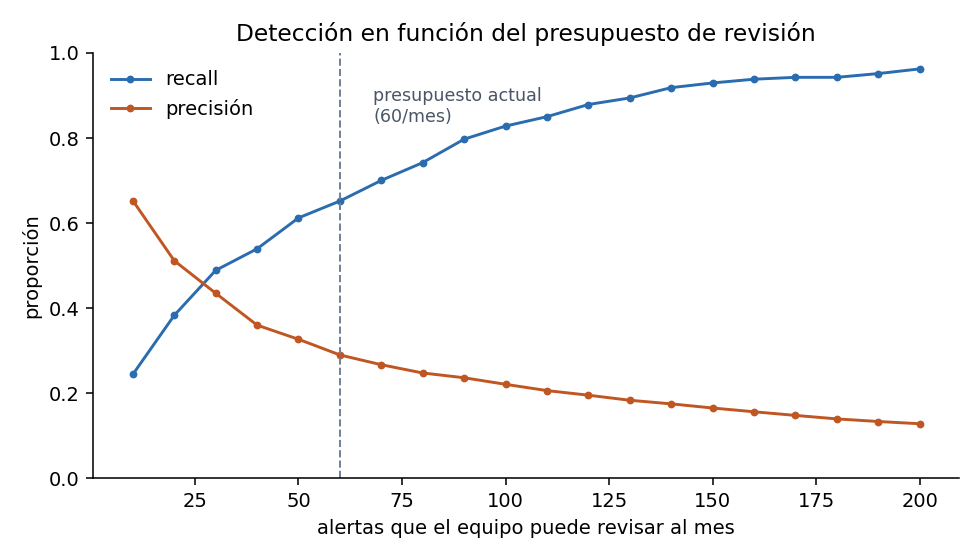 Detección en función del presupuesto de revisión
recall
precisión
presupuesto actual
(60/mes)
proporción
1.0
0.8
0.6
0.4
0.2
0.0
25 50 75 100 125 150 175 200
alertas que el equipo puede revisar al mes